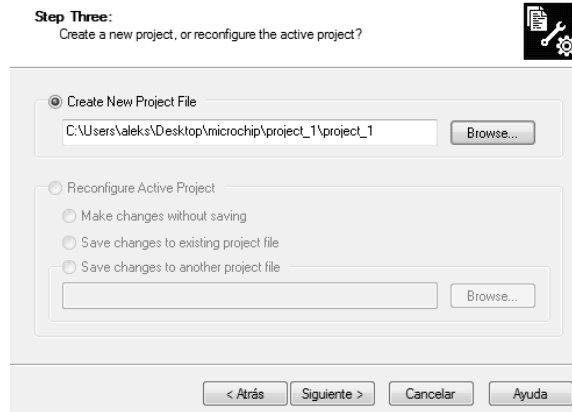 Step Three:
Create a new project, or reconfigure the active project?
Create New Project File
C:\Users\aleks\Desktop\microchip\project_1\project_1
Browse...
Reconfigure Active Project
Make changes without saving
Save changes to existing project file
Save changes to another project file
Browse...
< Atrás
Siguiente >
Cancelar
Ayuda